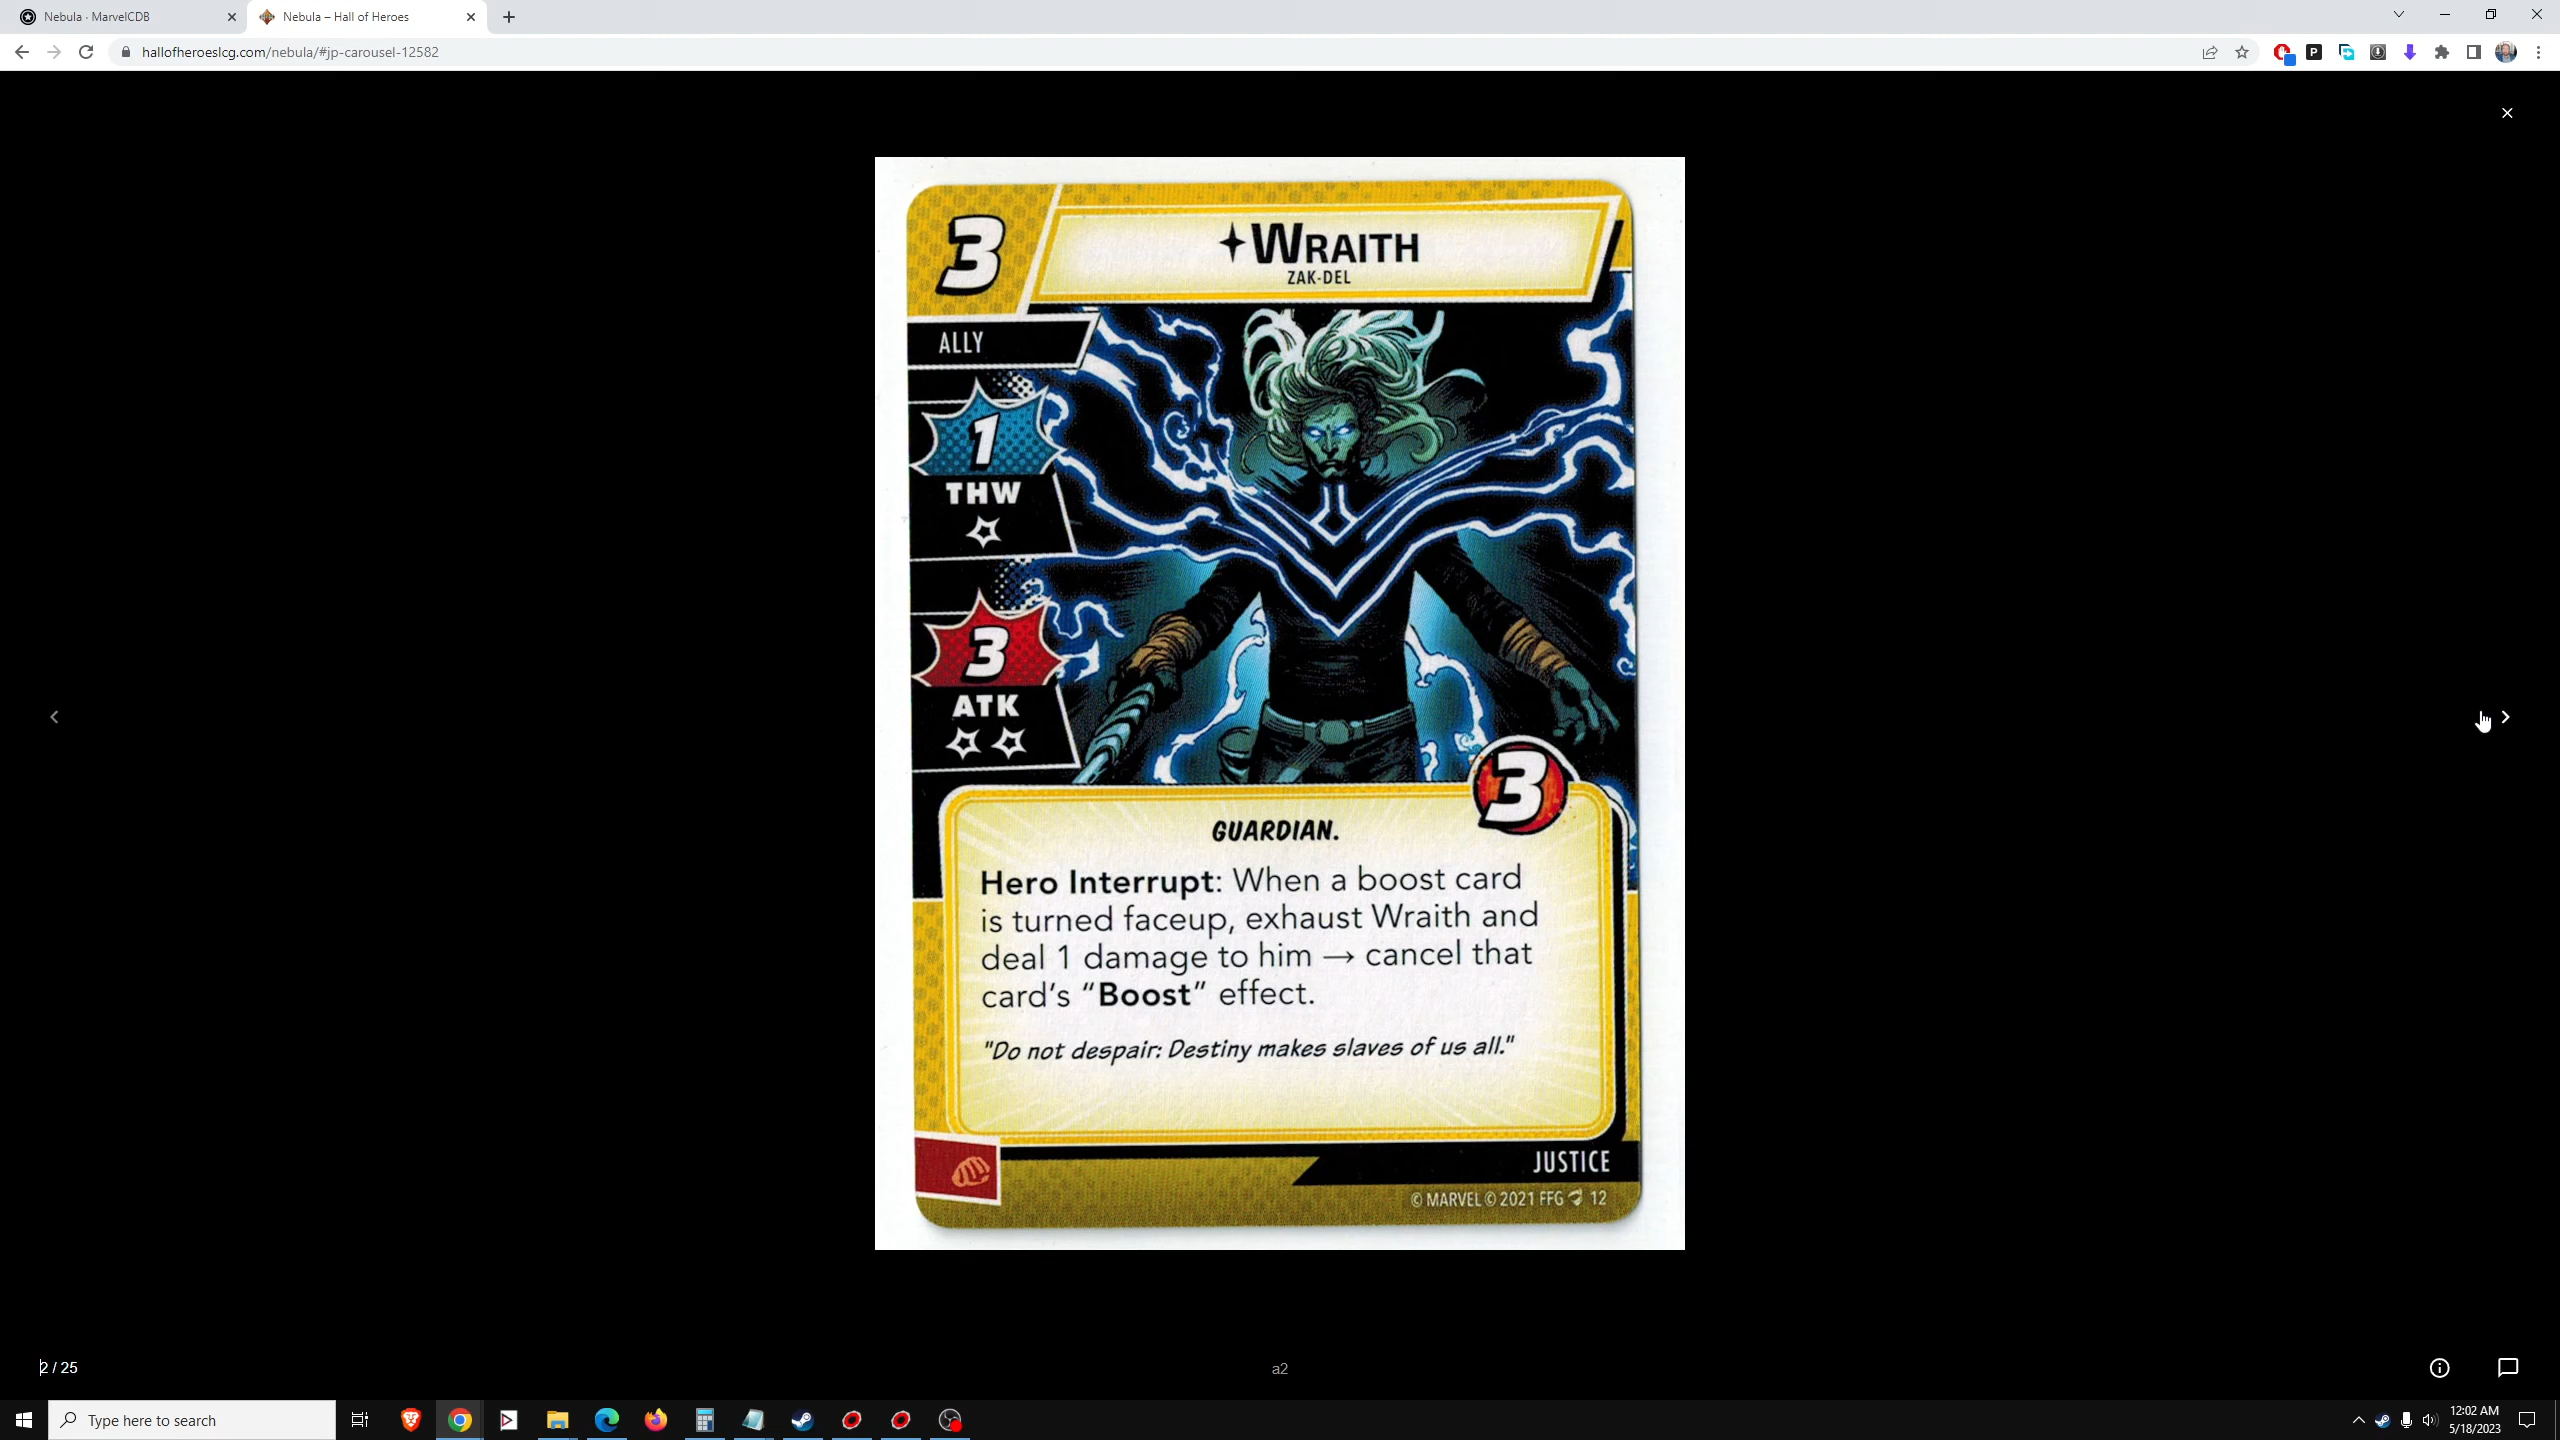 Nebula · MarvelCDB
Nebula – Hall of Heroes
hallofheroeslcg.com/nebula/#jp-carousel-12582
3
WRAITH
ZAK-DEL
ALLY
1
THW
3
ATK
3
GUARDIAN.
Hero Interrupt: When a boost card
is turned faceup, exhaust Wraith and
deal 1 damage to him → cancel that
card's "Boost" effect.
"Do not despair: Destiny makes slaves of us all."
JUSTICE
© MARVEL © 2021 FFG 12
2 / 25
a2
Type here to search
12:02 AM
5/18/2023